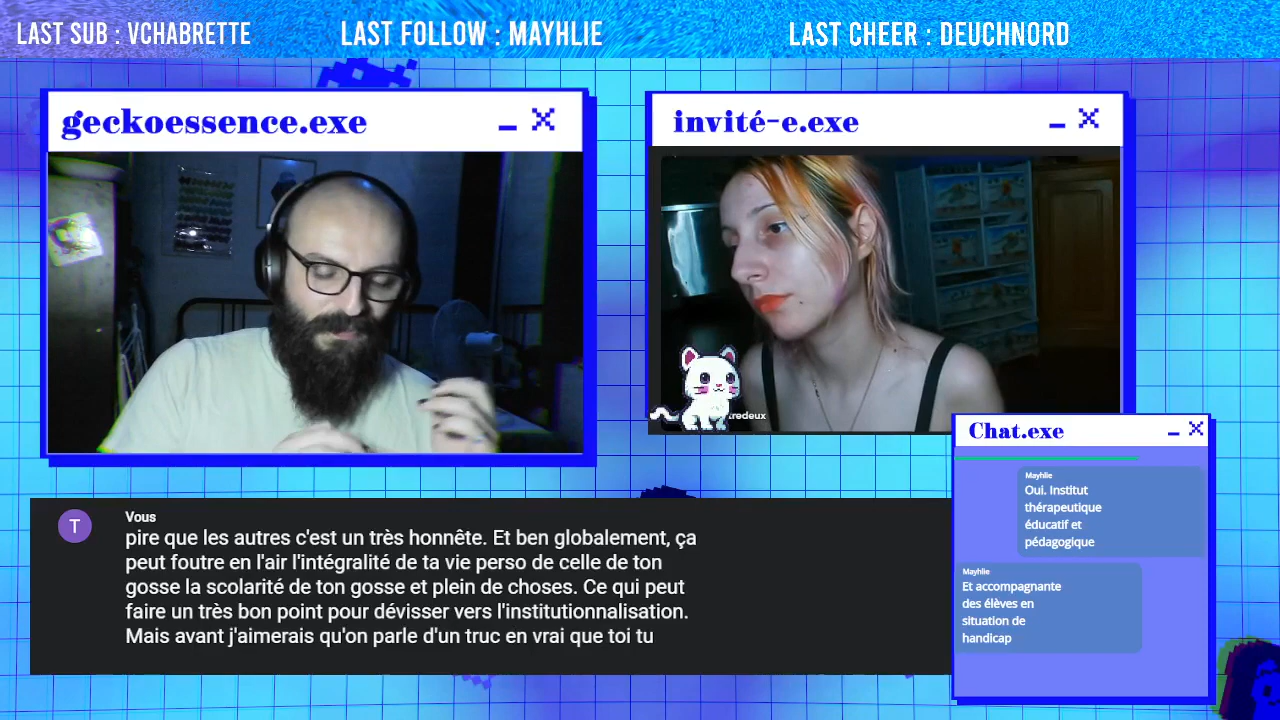 LAST SUB : VCHABRETTE
LAST FOLLOW : MAYHLIE
LAST CHEER : DEUCHNORD
geckoessence.exe
invité-e.exe
redeux
Chat.exe
Mayhlie
Oui. Institut
thérapeutique
éducatif et
pédagogique
Mayhlie
Et accompagnante
des élèves en
situation de
handicap
T
Vous
pire que les autres c'est un très honnête. Et ben globalement, ça
peut foutre en l'air l'intégralité de ta vie perso de celle de ton
gosse la scolarité de ton gosse et plein de choses. Ce qui peut
faire un très bon point pour dévisser vers l'institutionnalisation.
Mais avant j'aimerais qu'on parle d'un truc en vrai que toi tu